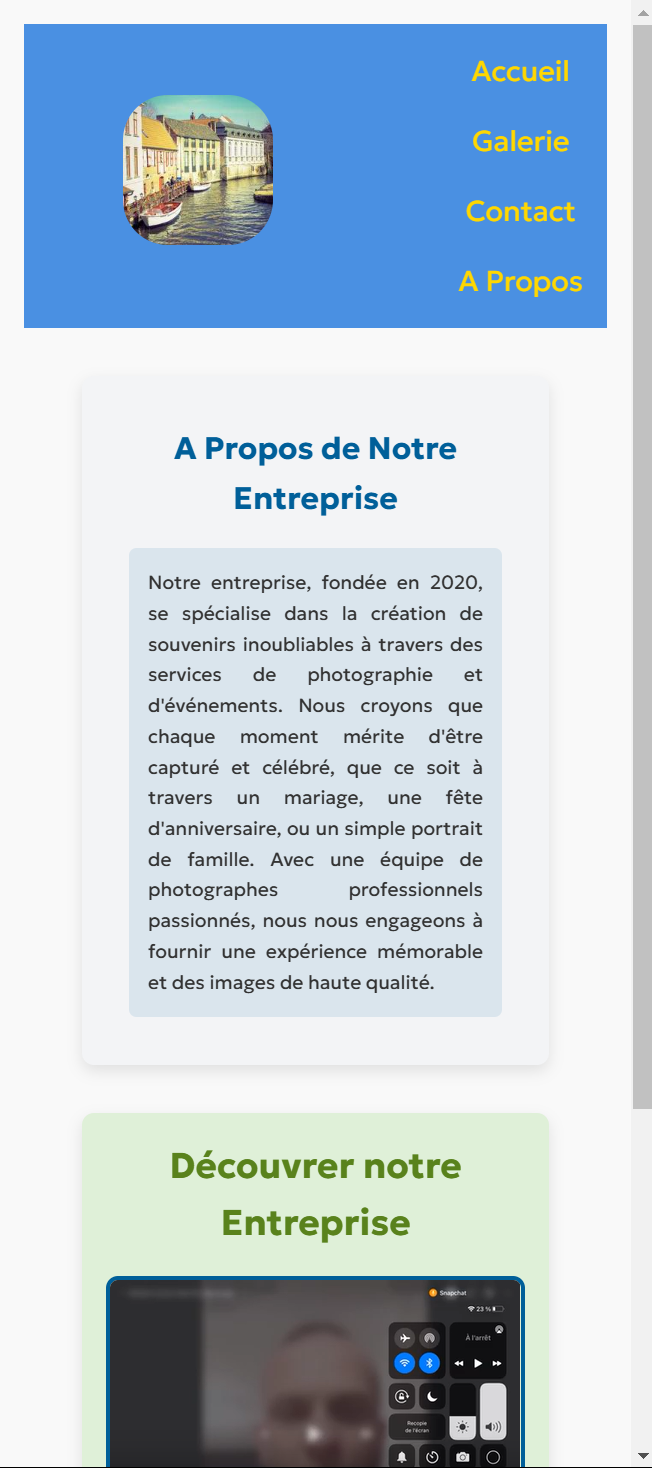 Accueil
Galerie
Contact
A Propos
A Propos de Notre
Entreprise
Notre entreprise, fondée en 2020,
se spécialise dans la création de
souvenirs inoubliables à travers des
services de photographie et
d'événements. Nous croyons que
chaque moment mérite d'être
capturé et célébré, que ce soit à
travers un mariage, une fête
d'anniversaire, ou un simple portrait
de famille. Avec une équipe de
photographes professionnels
passionnés, nous nous engageons à
fournir une expérience mémorable
et des images de haute qualité.
Découvrer notre
Entreprise
Snapchat
23 %
À l'arrêt
Recopie
de l'écran